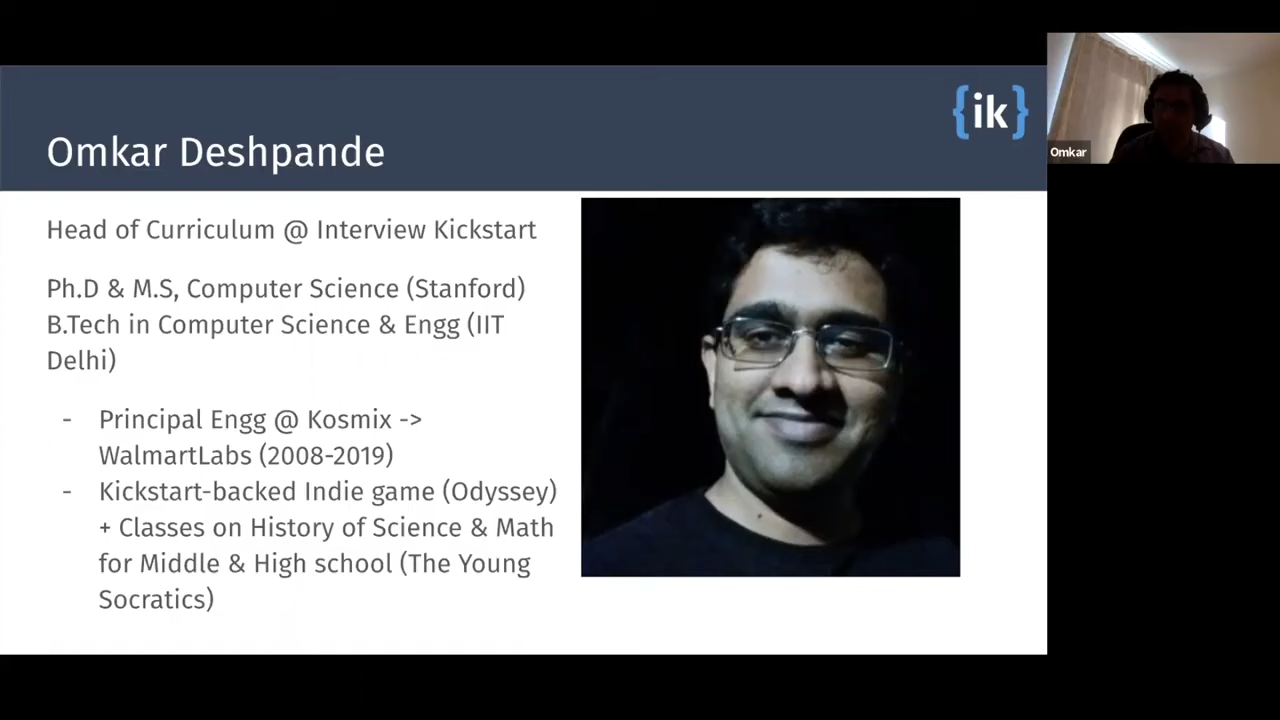 {ik}
Omkar Deshpande
Omkar
Head of Curriculum @ Interview Kickstart
Ph.D & M.S, Computer Science (Stanford)
B.Tech in Computer Science & Engg (IIT
Delhi)
- Principal Engg @ Kosmix ->
WalmartLabs (2008-2019)
- Kickstart-backed Indie game (Odyssey)
+ Classes on History of Science & Math
for Middle & High school (The Young
Socratics)